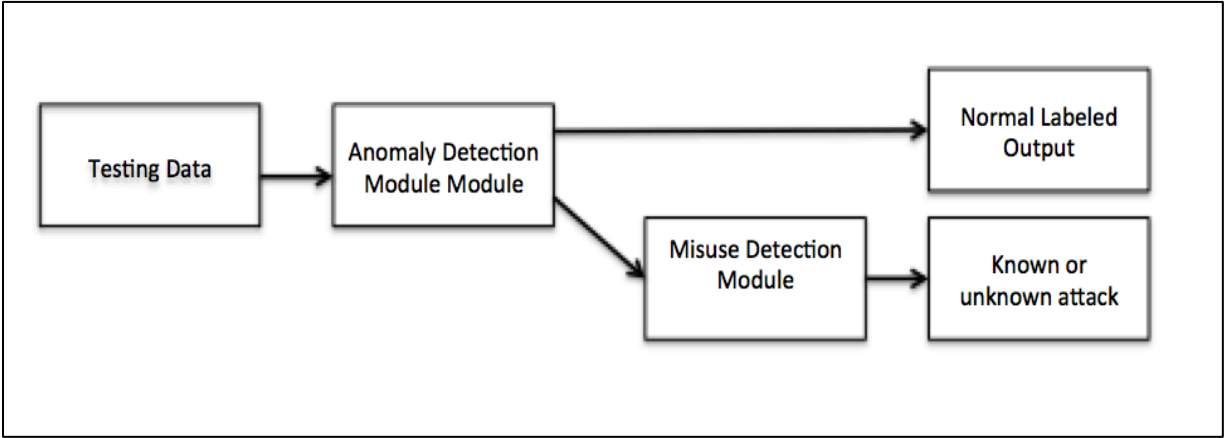 Testing Data
Anomaly Detection
Module Module
Normal Labeled
Output
Misuse Detection
Module
Known or
unknown attack